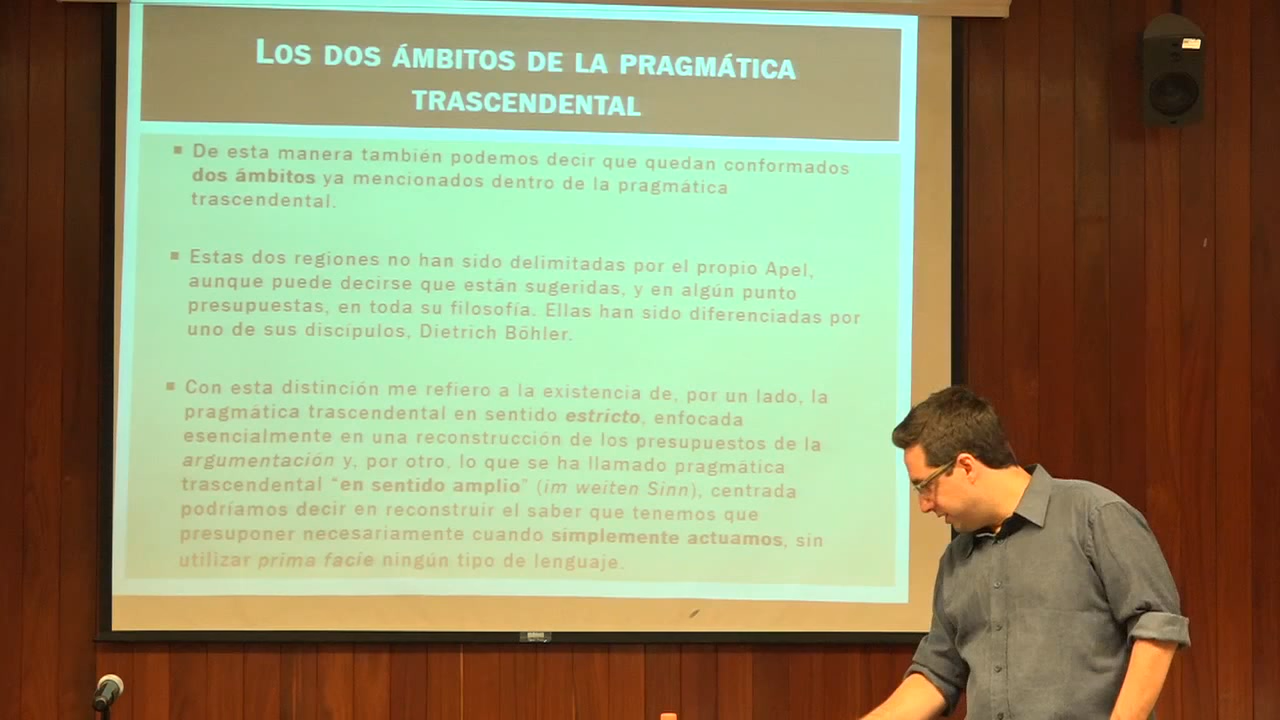 LOS DOS ÁMBITOS DE LA PRAGMÁTICA
TRASCENDENTAL
▪ De esta manera también podemos decir que quedan conformados
dos ámbitos ya mencionados dentro de la pragmática
trascendental.
▪ Estas dos regiones no han sido delimitadas por el propio Apel,
aunque puede decirse que están sugeridas, y en algún punto
presupuestas, en toda su filosofía. Ellas han sido diferenciadas por
uno de sus discípulos, Dietrich Böhler.
▪ Con esta distinción me refiero a la existencia de, por un lado, la
pragmática trascendental en sentido estricto, enfocada
esencialmente en una reconstrucción de los presupuestos de la
argumentación y, por otro, lo que se ha llamado pragmática
trascendental “en sentido amplio” (im weiten Sinn), centrada
podríamos decir en reconstruir el saber que tenemos que
presuponer necesariamente cuando simplemente actuamos, sin
utilizar prima facie ningún tipo de lenguaje.